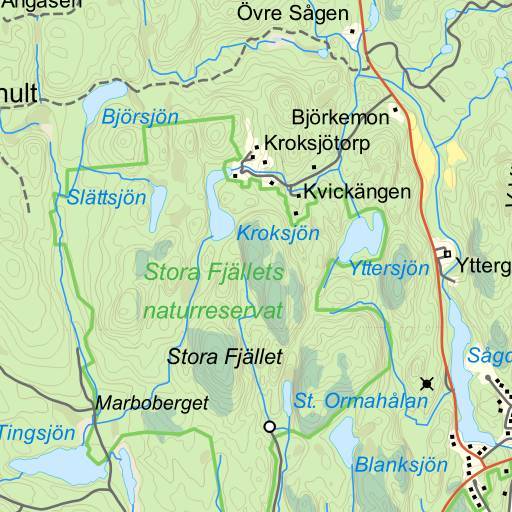 Övre Sågen
Björsjön
Björkemon
Kroksjötorp
Slättsjön
Kvickängen
Kroksjön
Stora Fjällets
naturreservat
Yttersjön
Ytterg
Stora Fjället
Sågd
Marboberget
St. Ormahålan
Tingsjön
Blanksjön